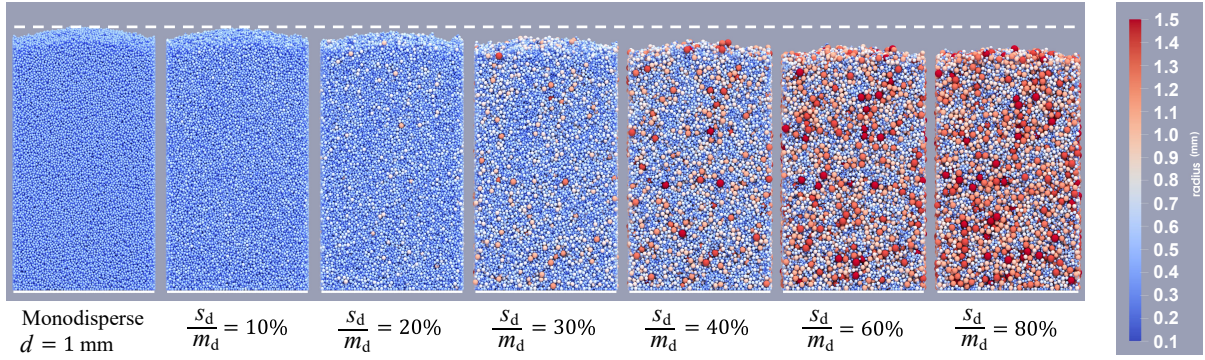 1.5
1.4
1.3
1.2
1.1
1.0
0.9
0.8
0.7
0.6
0.5
0.4
0.3
0.2
0.1
radius (mm)
Monodisperse
d = 1 mm
s_d/m_d = 10%
s_d/m_d = 20%
s_d/m_d = 30%
s_d/m_d = 40%
s_d/m_d = 60%
s_d/m_d = 80%